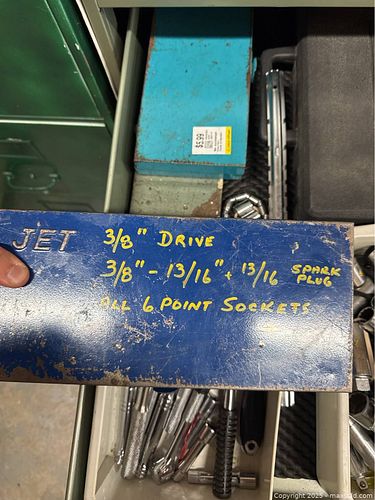 $5.99
JET
3/8" DRIVE
3/8" - 13/16" + 13/16 SPARK PLUG
ALL 6 POINT SOCKETS